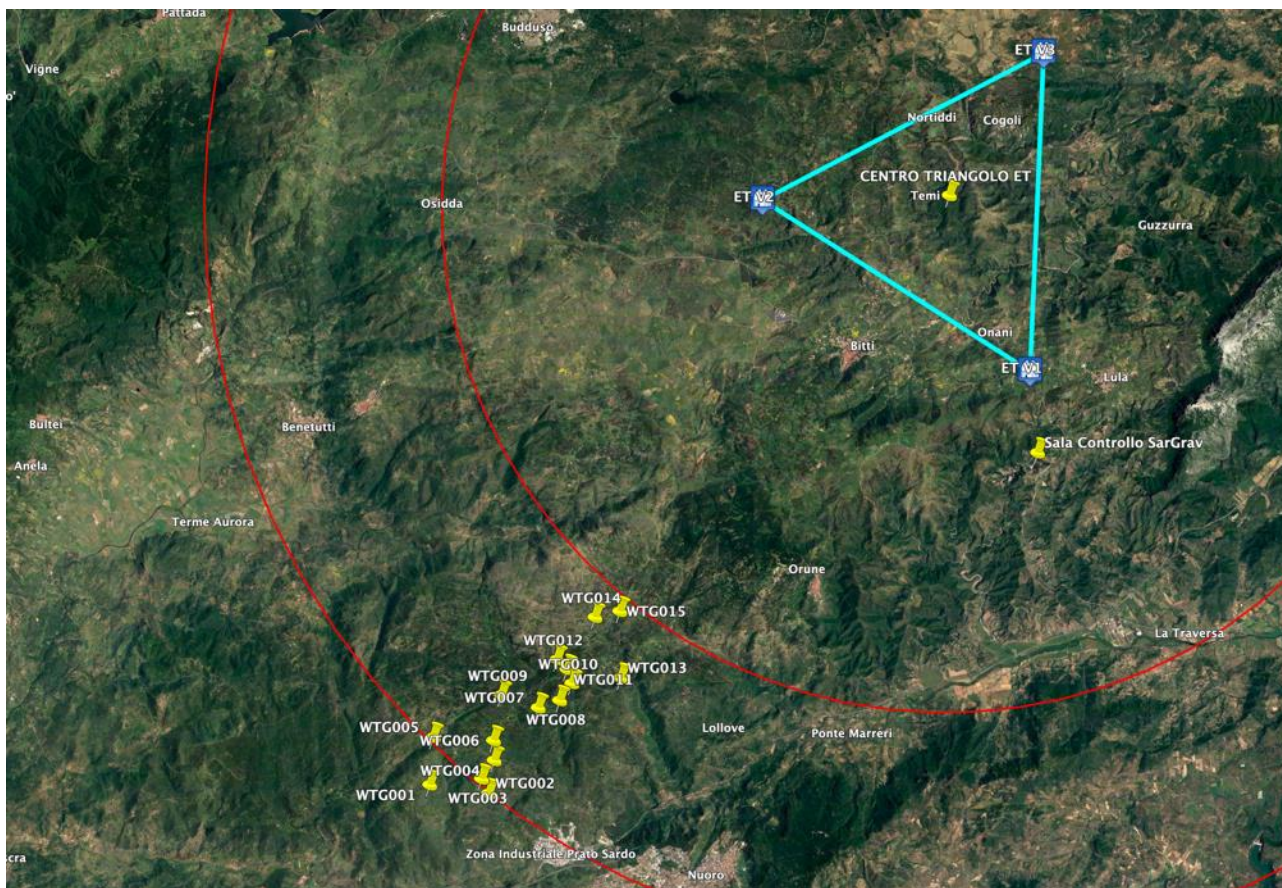 Pattada
Buddusò
Vigne
o'
ET V3
Nortiddi
Cogoli
CENTRO TRIANGOLO ET
Temi
ET V2
Osidda
Guzzurra
Onani
Bitti
ET V1
Lula
Bultei
Benetutti
Anela
Sala Controllo SarGrav
Terme Aurora
Orune
WTG014
WTG015
La Traversa
WTG012
WTG010
WTG013
WTG009
WTG011
WTG007
WTG008
WTG005
WTG006
Lollove
Ponte Marreri
WTG004
WTG002
WTG001
WTG003
Zona Industriale Prato Sardo
scra
Nuoro